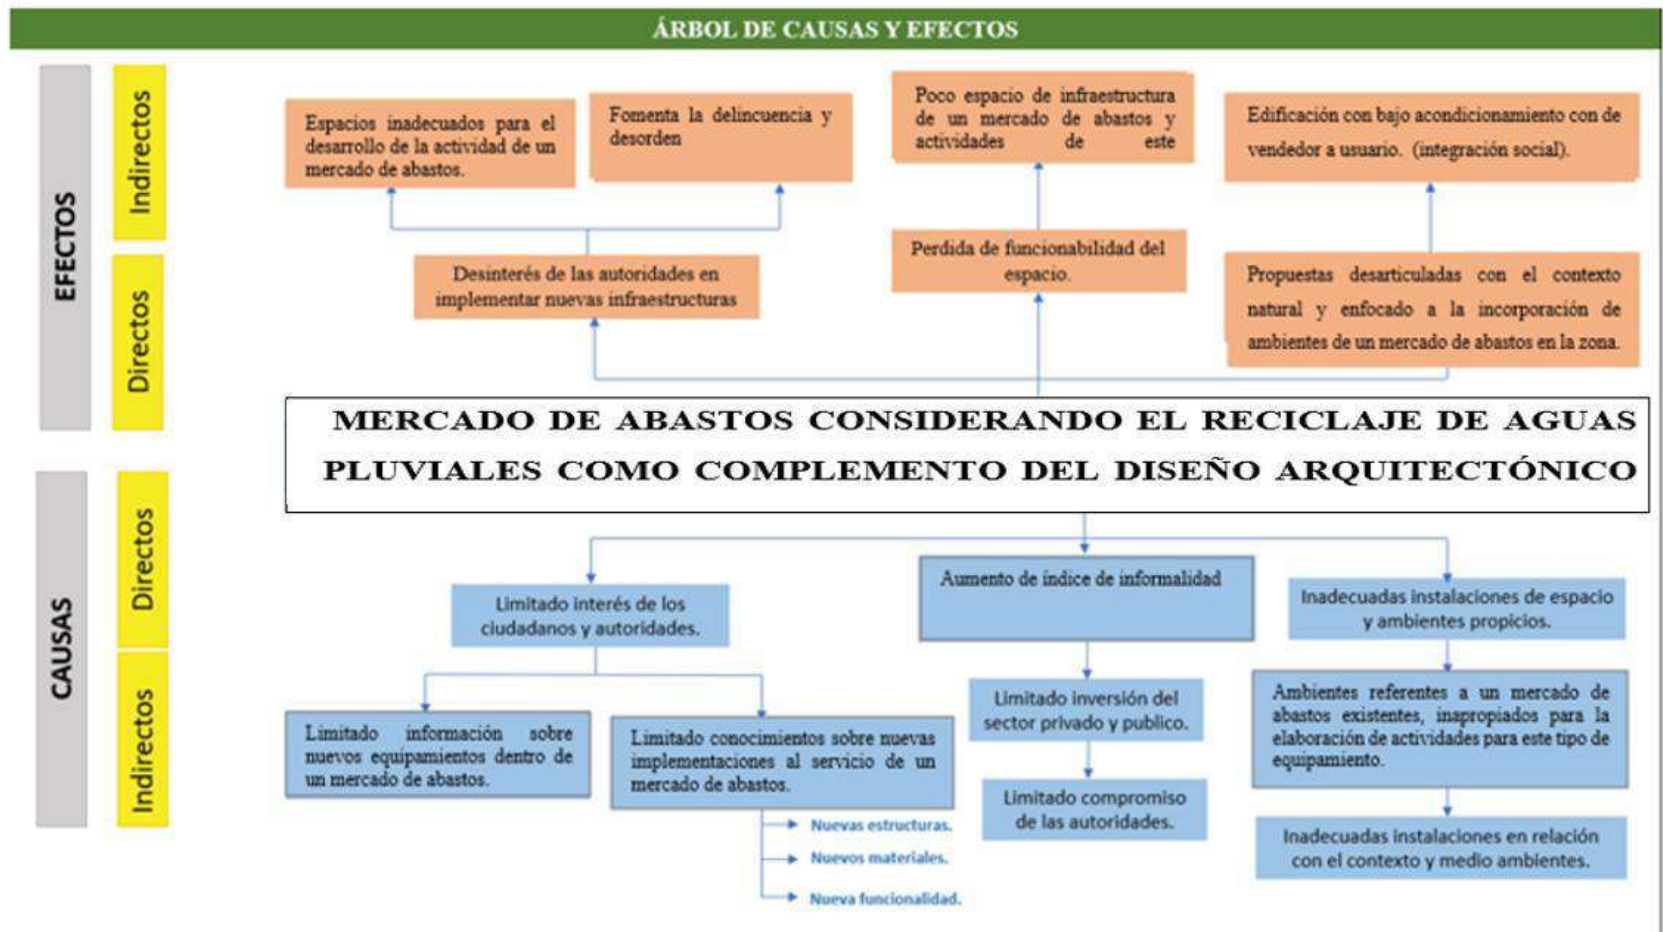 ÁRBOL DE CAUSAS Y EFECTOS
EFECTOS
Indirectos
Directos
Espacios inadecuados para el
desarrollo de la actividad de un
mercado de abastos.
Fomenta la delincuencia y
desorden
Poco espacio de infraestructura
de un mercado de abastos y
actividades de este
Edificación con bajo acondicionamiento con de
vendedor a usuario. (integración social).
Desinterés de las autoridades en
implementar nuevas infraestructuras
Perdida de funcionabilidad del
espacio.
Propuestas desarticuladas con el contexto
natural y enfocado a la incorporación de
ambientes de un mercado de abastos en la zona.
MERCADO DE ABASTOS CONSIDERANDO EL RECICLAJE DE AGUAS
PLUVIALES COMO COMPLEMENTO DEL DISEÑO ARQUITECTÓNICO
CAUSAS
Directos
Indirectos
Limitado interés de los
ciudadanos y autoridades.
Aumento de índice de informalidad
Inadecuadas instalaciones de espacio
y ambientes propicios.
Limitado información sobre
nuevos equipamientos dentro de
un mercado de abastos.
Limitado conocimientos sobre nuevas
implementaciones al servicio de un
mercado de abastos.
Nuevas estructuras.
Nuevos materiales.
Nueva funcionalidad.
Limitado inversión del
sector privado y publico.
Limitado compromiso
de las autoridades.
Ambientes referentes a un mercado de
abastos existentes, inapropiados para la
elaboración de actividades para este tipo de
equipamiento.
Inadecuadas instalaciones en relación
con el contexto y medio ambientes.